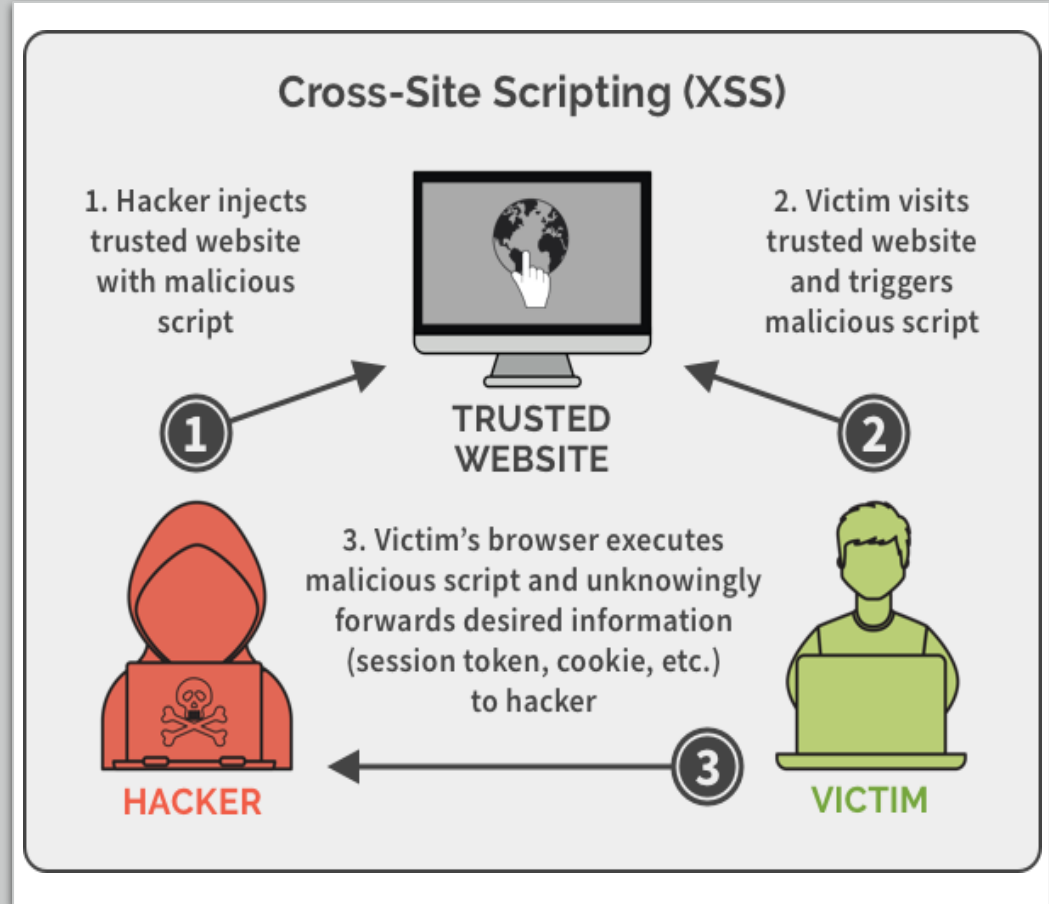 Cross-Site Scripting (XSS)
1. Hacker injects
trusted website
with malicious
script
2. Victim visits
trusted website
and triggers
malicious script
TRUSTED
WEBSITE
1
2
3. Victim’s browser executes
malicious script and unknowingly
forwards desired information
(session token, cookie, etc.)
to hacker
3
HACKER
VICTIM